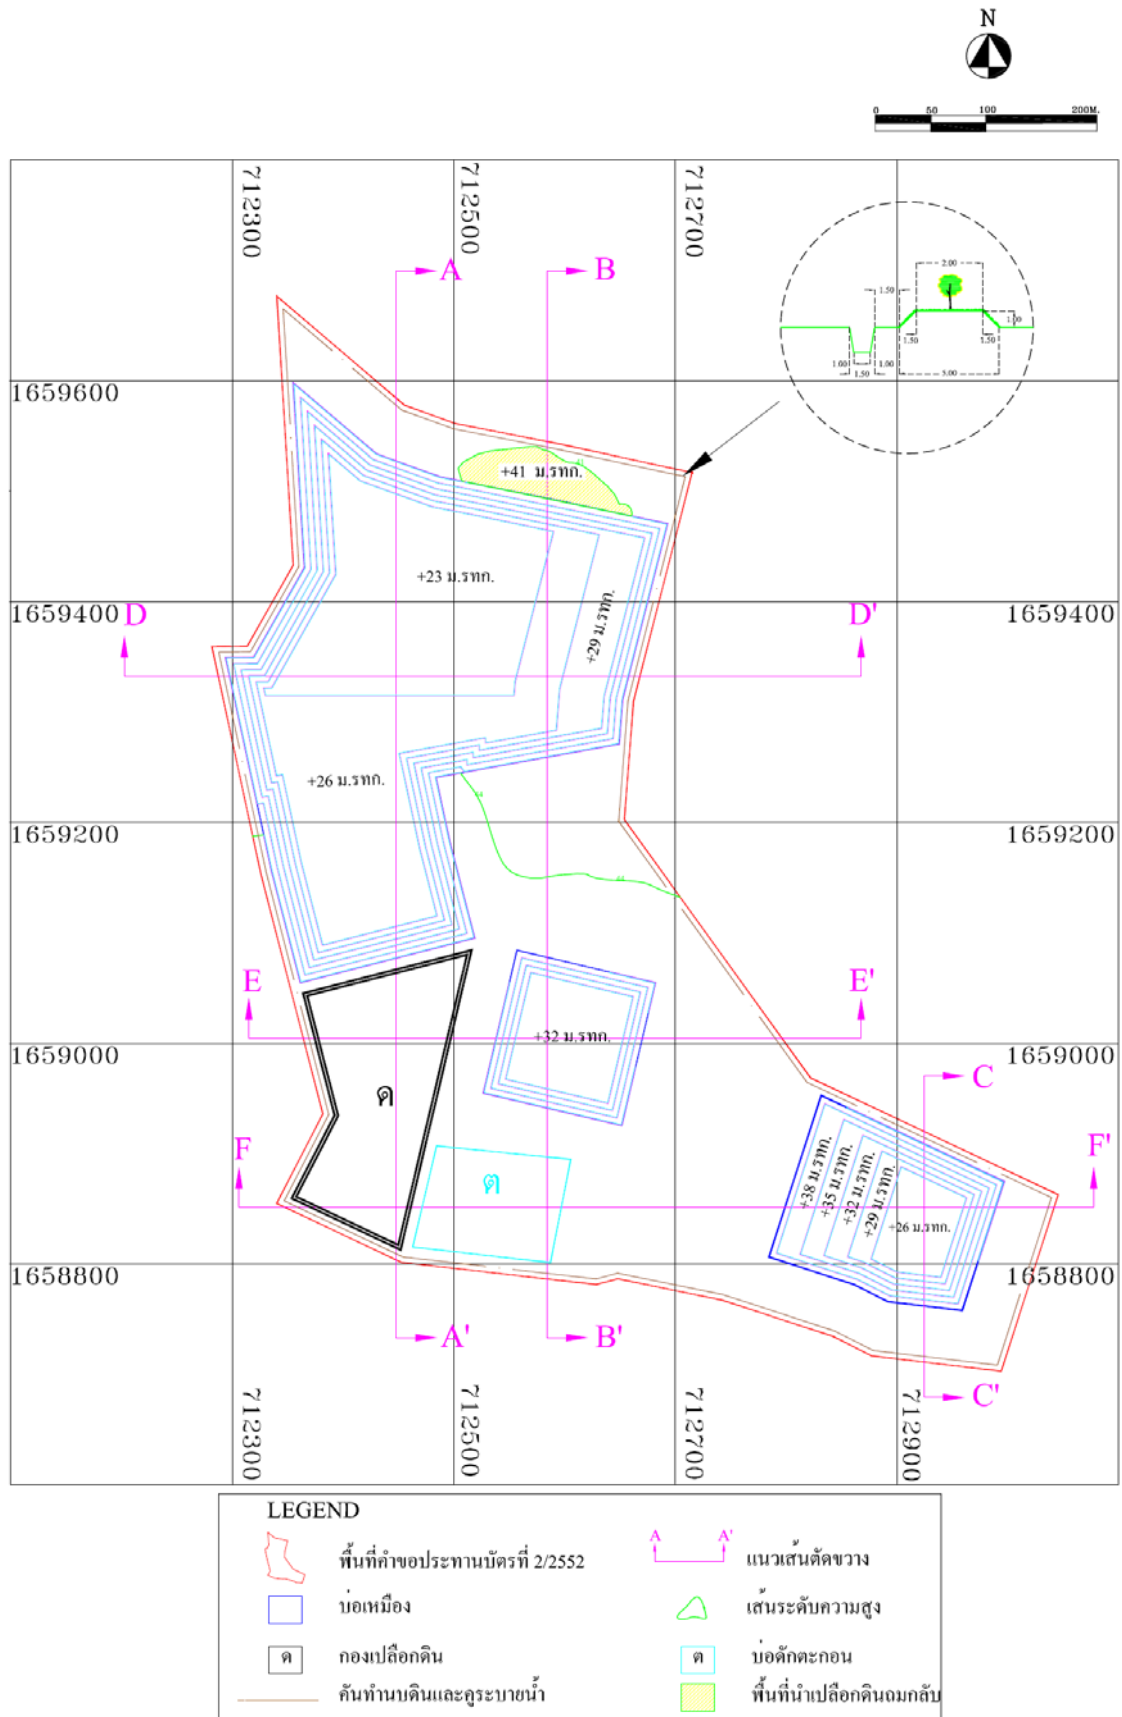 N
0 50 100 200M.
712300 712500 712700
A B
2.00
1.50
1.00
1.50 1.50
1.00 1.00
1.50 3.00
1659600
+41 ม.รทก.
+23 ม.รทก.
1659400 1659400
D D'
+29 ม.รทก.
+26 ม.รทก.
1659200 1659200
E E'
+32 ม.รทก.
1659000 1659000
C
ด
F F'
ต
+38 ม.รทก.
+35 ม.รทก.
+32 ม.รทก.
+29 ม.รทก.
+26 ม.รทก.
1658800 1658800
A' B'
C'
712300 712500 712700 712900
LEGEND
พื้นที่คำขอประทานบัตรที่ 2/2552
A A'
แนวเส้นตัดขวาง
บ่อเหมือง
เส้นระดับความสูง
ด กองเปลือกดิน
ต บ่อดักตะกอน
คันทำนบดินและคูระบายน้ำ
พื้นที่นำเปลือกดินถมกลับ